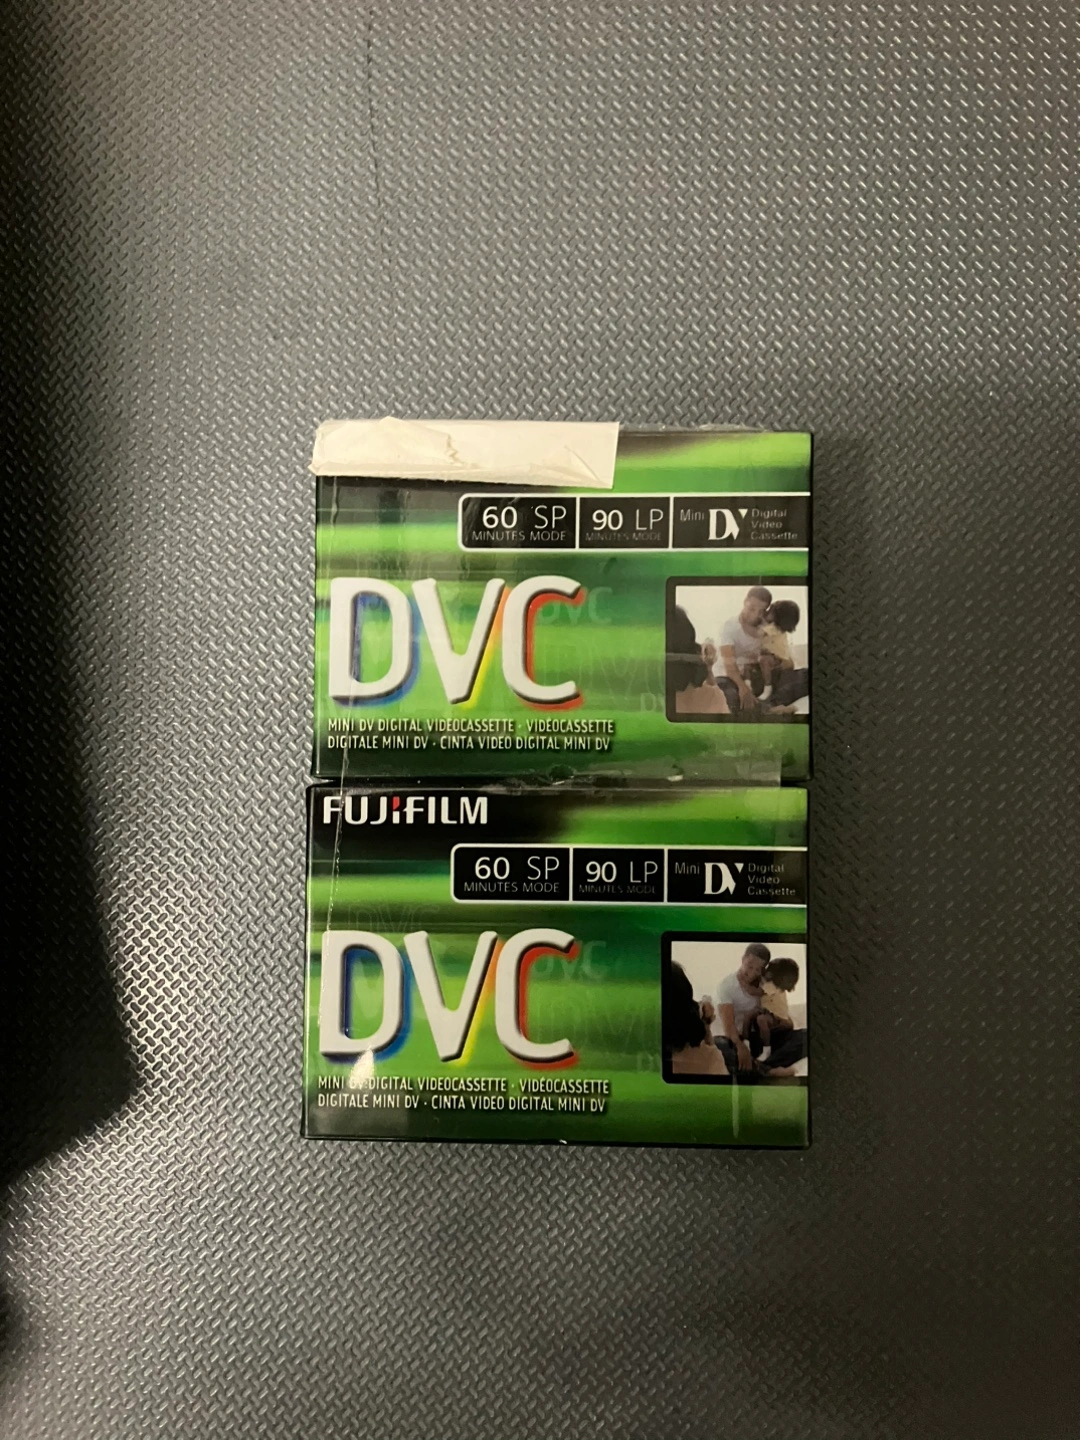 60 SP 90 LP Mini DV Digital Video Cassette
MINUTES MODE MINUTES MODE
DVC
MINI DV DIGITAL VIDEOCASSETTE · VIDÉOCASSETTE
DIGITALE MINI DV · CINTA VIDEO DIGITAL MINI DV
FUJIFILM
60 SP 90 LP Mini DV Digital Video Cassette
MINUTES MODE MINUTES MODE
DVC
MINI DV DIGITAL VIDEOCASSETTE · VIDÉOCASSETTE
DIGITALE MINI DV · CINTA VIDEO DIGITAL MINI DV